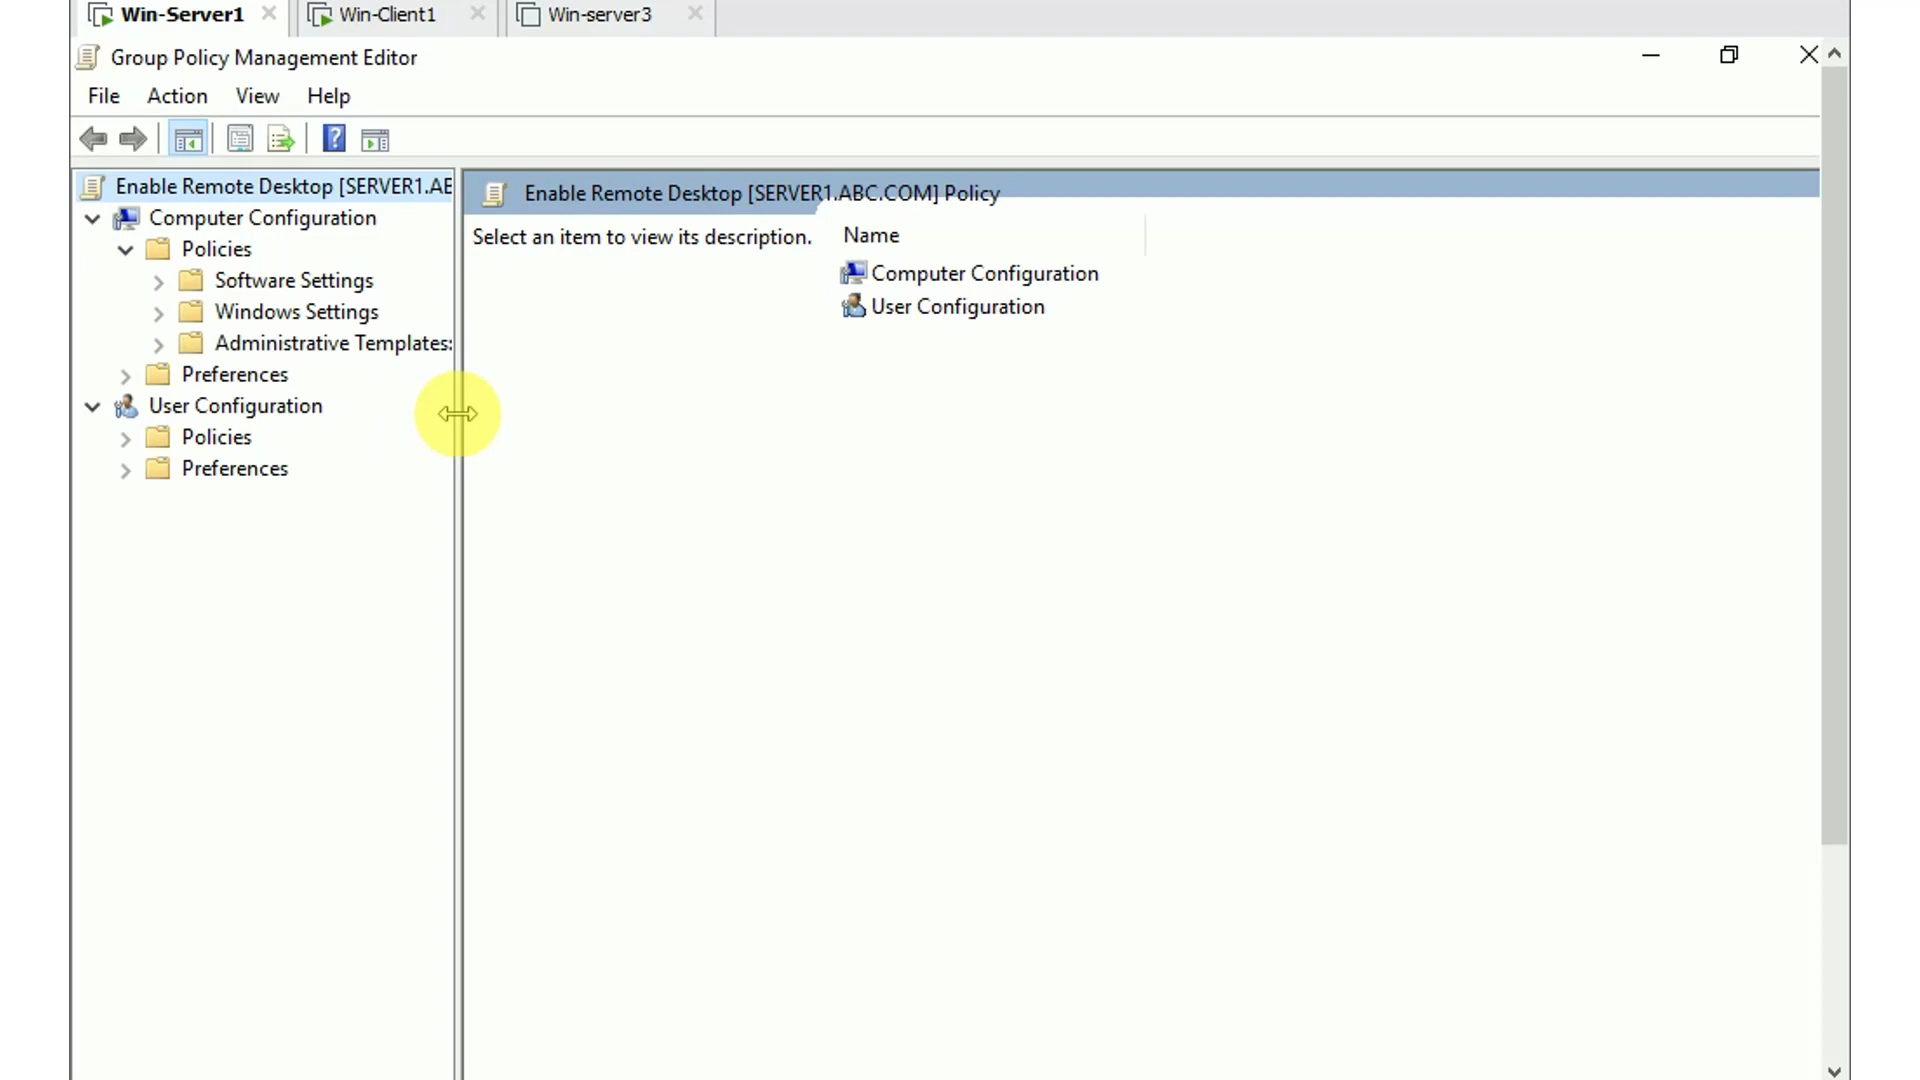 Win-Server1
Win-Client1
Win-server3
Group Policy Management Editor
File
Action
View
Help
?
Enable Remote Desktop [SERVER1.AB
Computer Configuration
Policies
Software Settings
Windows Settings
Administrative Templates:
Preferences
User Configuration
Policies
Preferences
Enable Remote Desktop [SERVER1.ABC.COM] Policy
Select an item to view its description.
Name
Computer Configuration
User Configuration